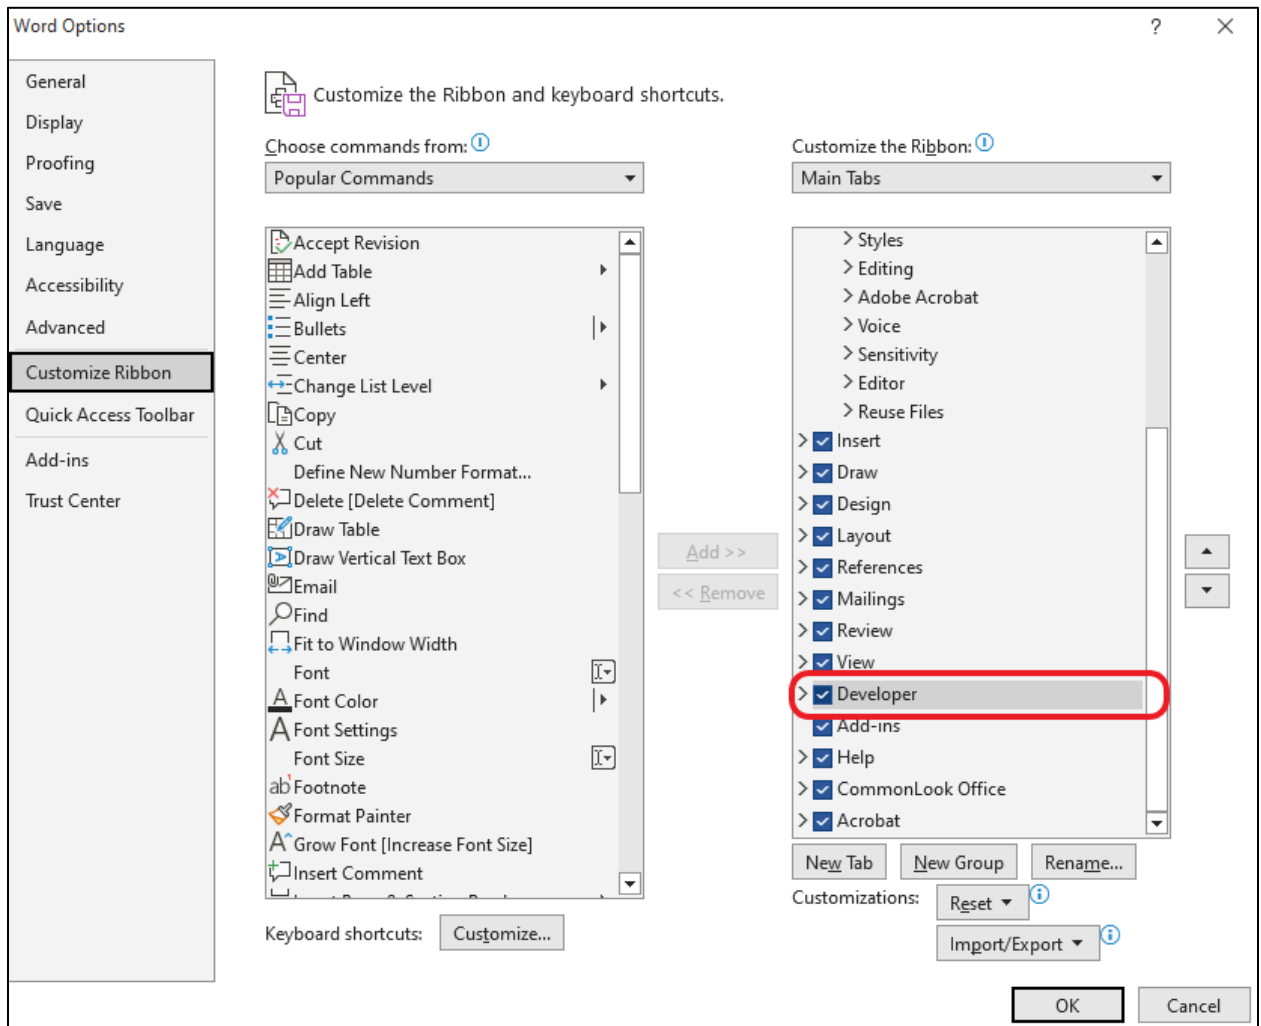 Word Options
?
General
Display
Proofing
Save
Language
Accessibility
Advanced
Customize Ribbon
Quick Access Toolbar
Add-ins
Trust Center
Customize the Ribbon and keyboard shortcuts.
Choose commands from:
Popular Commands
Accept Revision
Add Table
Align Left
Bullets
Center
Change List Level
Copy
Cut
Define New Number Format...
Delete [Delete Comment]
Draw Table
Draw Vertical Text Box
Email
Find
Fit to Window Width
Font
Font Color
Font Settings
Font Size
Footnote
Format Painter
Grow Font [Increase Font Size]
Insert Comment
Keyboard shortcuts: Customize...
Add >>
<< Remove
Customize the Ribbon:
Main Tabs
Styles
Editing
Adobe Acrobat
Voice
Sensitivity
Editor
Reuse Files
Insert
Draw
Design
Layout
References
Mailings
Review
View
Developer
Add-ins
Help
CommonLook Office
Acrobat
New Tab New Group Rename...
Customizations: Reset
Import/Export
OK Cancel